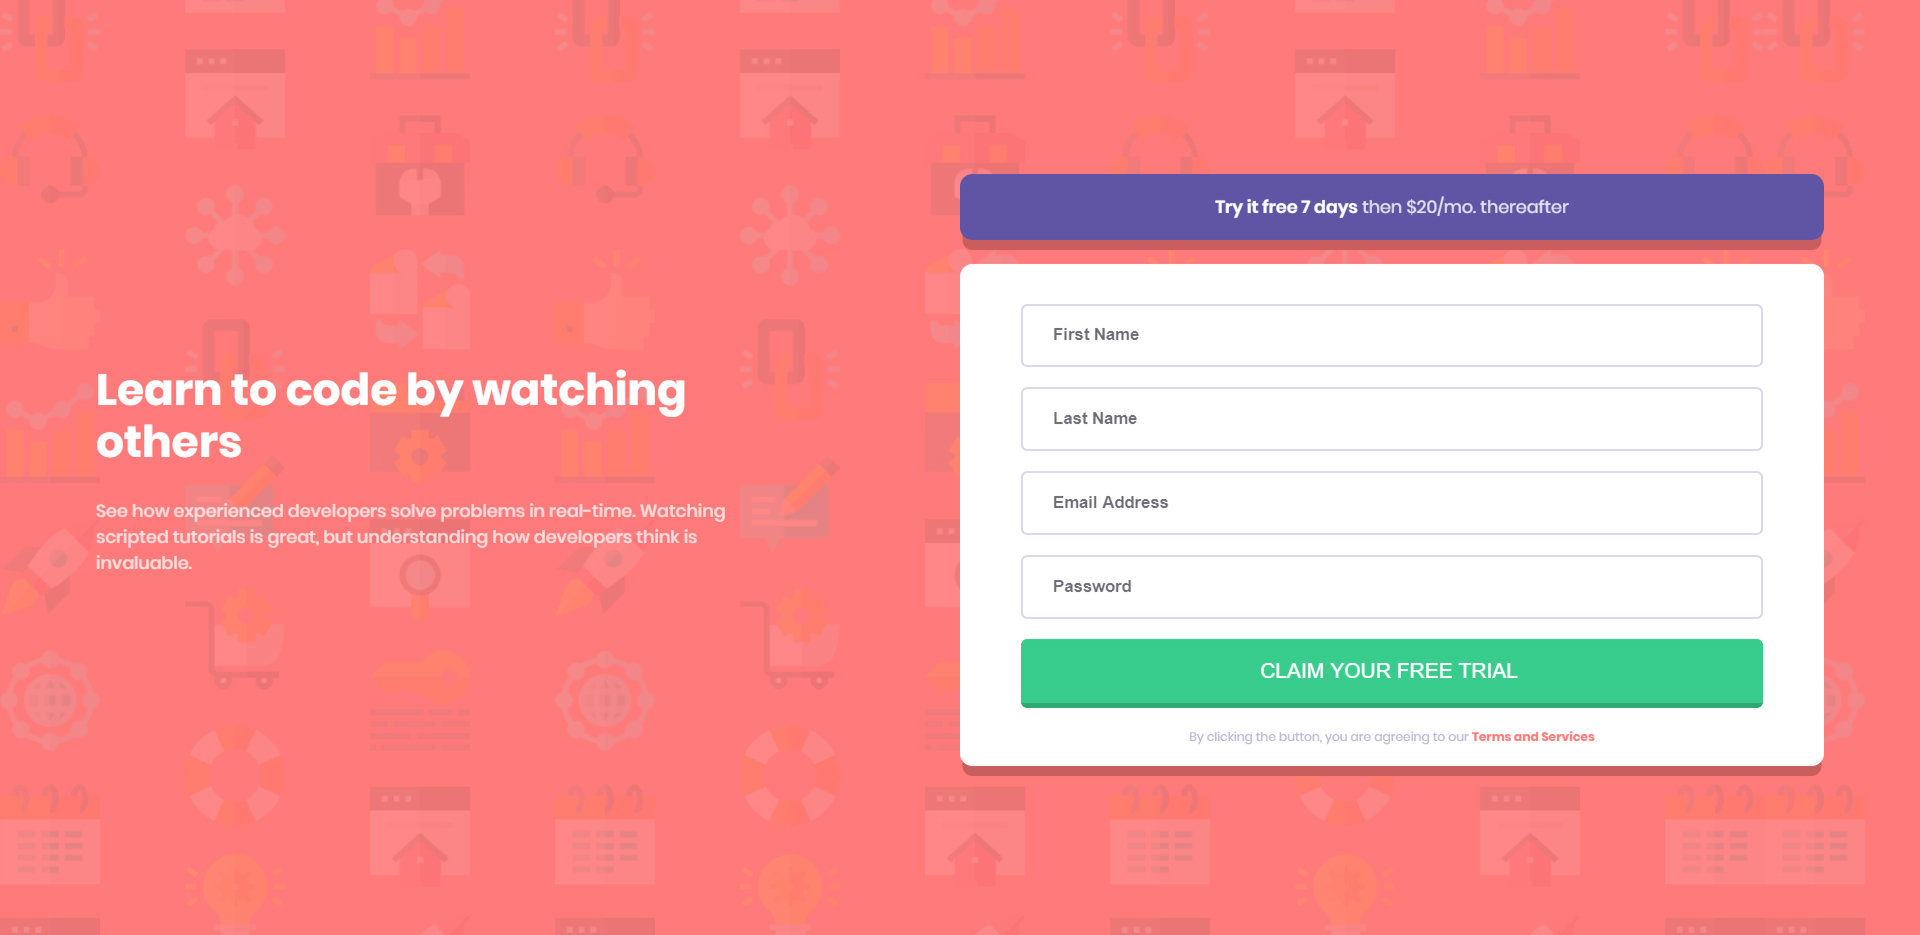 Learn to code by watching
others
See how experienced developers solve problems in real-time. Watching
scripted tutorials is great, but understanding how developers think is
invaluable.
Try it free 7 days then $20/mo. thereafter
First Name
Last Name
Email Address
Password
CLAIM YOUR FREE TRIAL
By clicking the button, you are agreeing to our Terms and Services